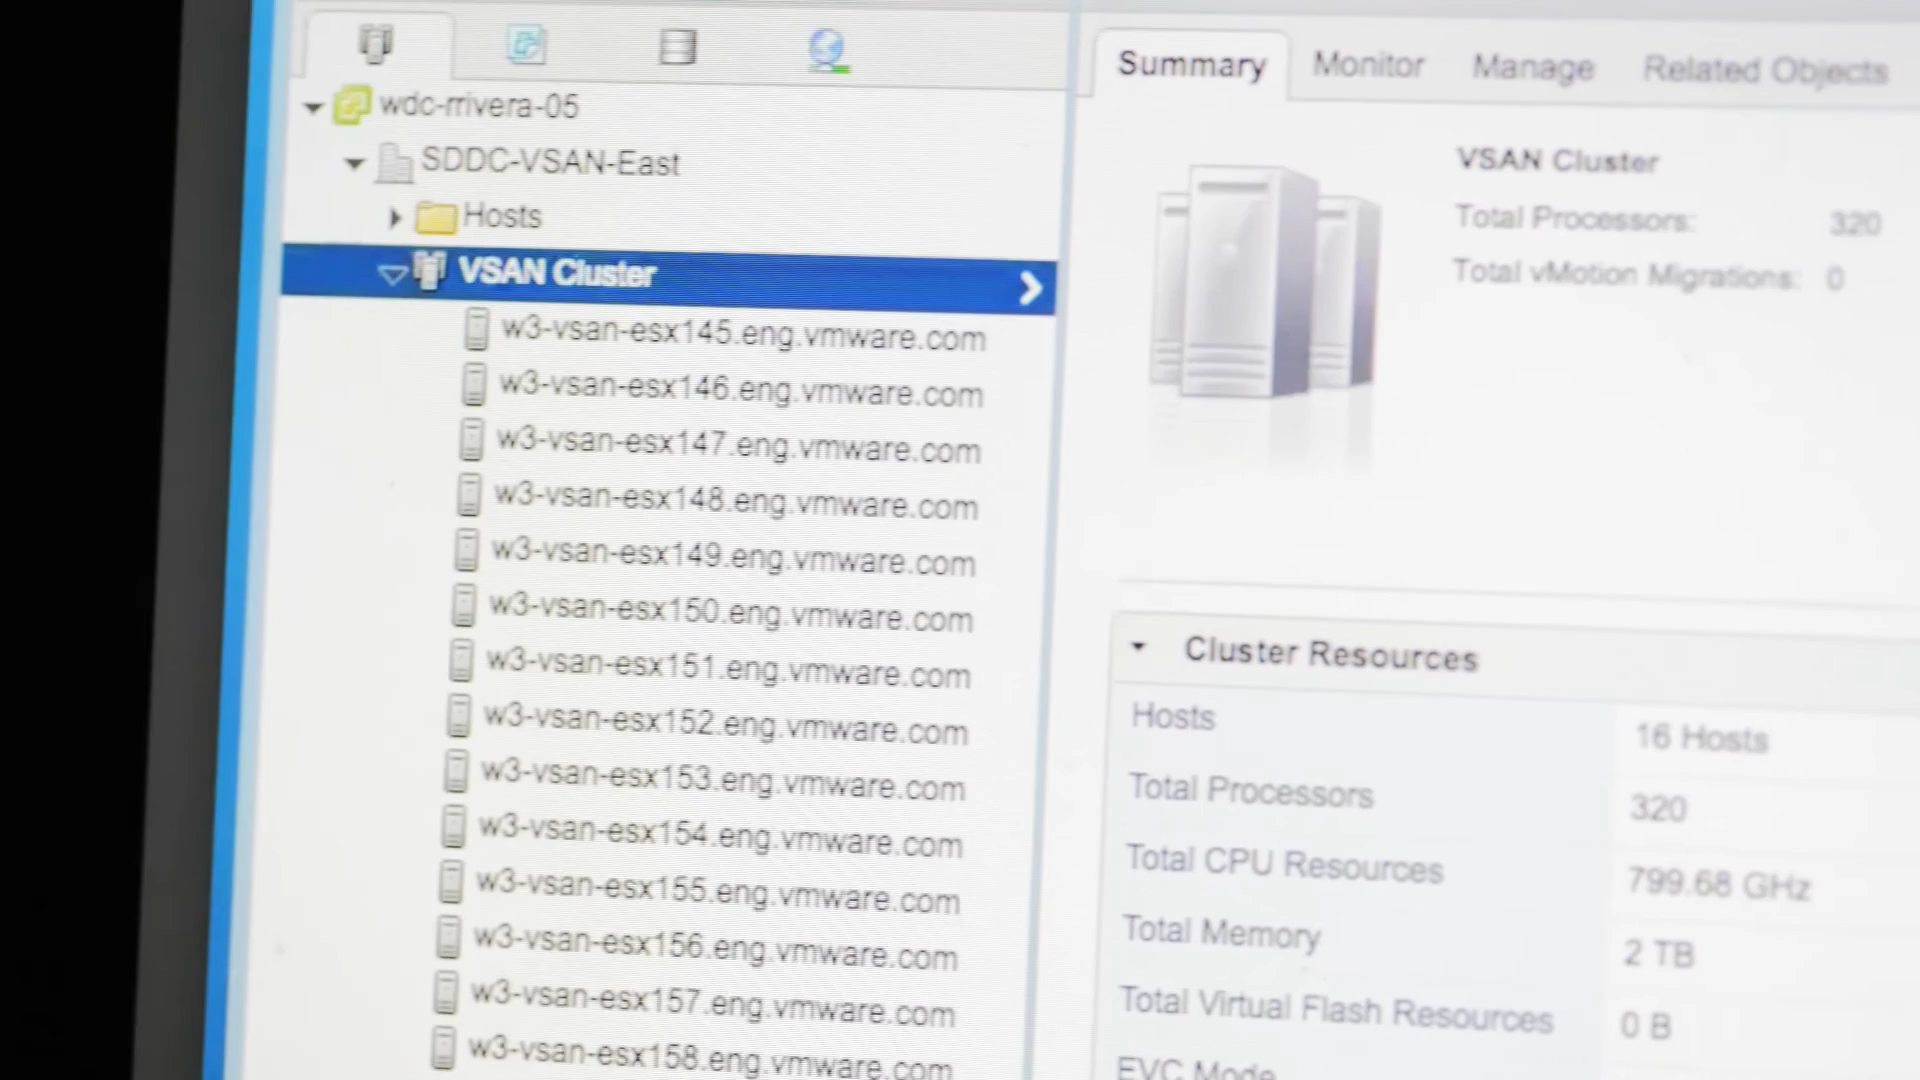 wdc-rrivera-05
SDDC-VSAN-East
Hosts
VSAN Cluster
w3-vsan-esx145.eng.vmware.com
w3-vsan-esx146.eng.vmware.com
w3-vsan-esx147.eng.vmware.com
w3-vsan-esx148.eng.vmware.com
w3-vsan-esx149.eng.vmware.com
w3-vsan-esx150.eng.vmware.com
w3-vsan-esx151.eng.vmware.com
w3-vsan-esx152.eng.vmware.com
w3-vsan-esx153.eng.vmware.com
w3-vsan-esx154.eng.vmware.com
w3-vsan-esx155.eng.vmware.com
w3-vsan-esx156.eng.vmware.com
w3-vsan-esx157.eng.vmware.com
w3-vsan-esx158.eng.vmware.com
Summary Monitor Manage Related Objects
VSAN Cluster
Total Processors: 320
Total vMotion Migrations: 0
Cluster Resources
Hosts 16 Hosts
Total Processors 320
Total CPU Resources 799.68 GHz
Total Memory 2 TB
Total Virtual Flash Resources 0 B
EVC Mode